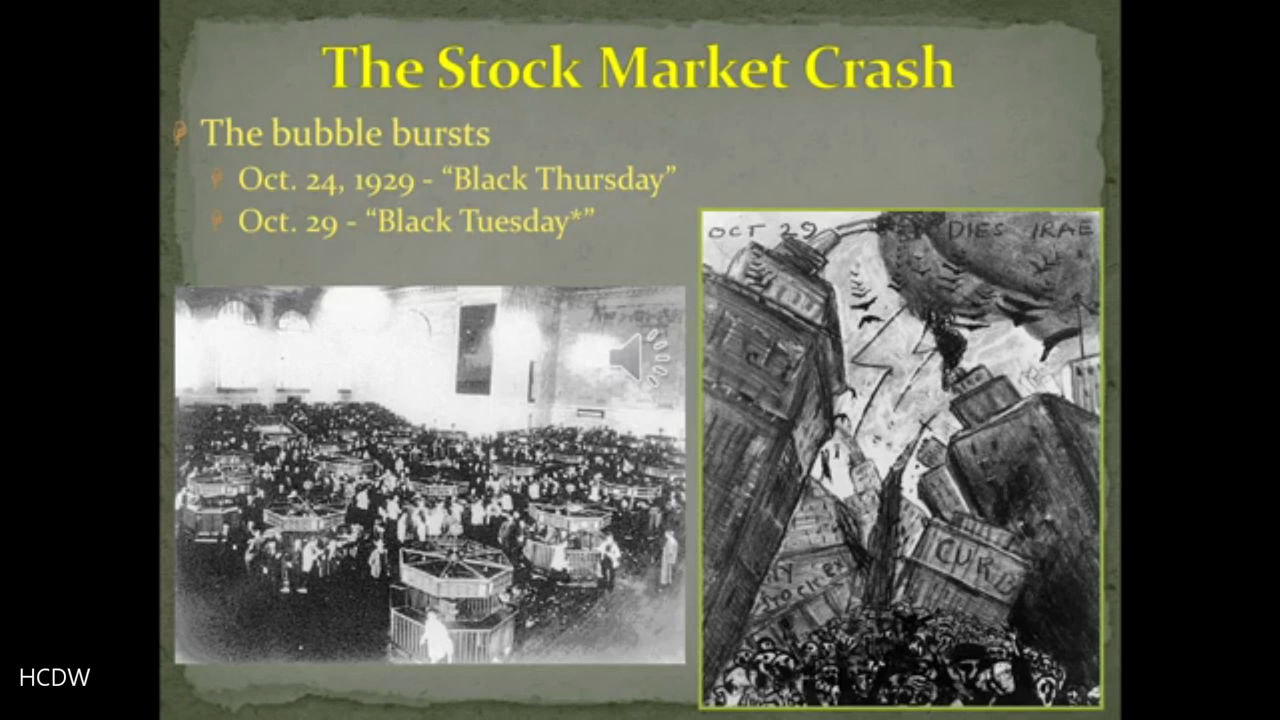 The Stock Market Crash
The bubble bursts
Oct. 24, 1929 - “Black Thursday”
Oct. 29 - “Black Tuesday*”
OCT 29 DIES IRAE
CURB
HCDW